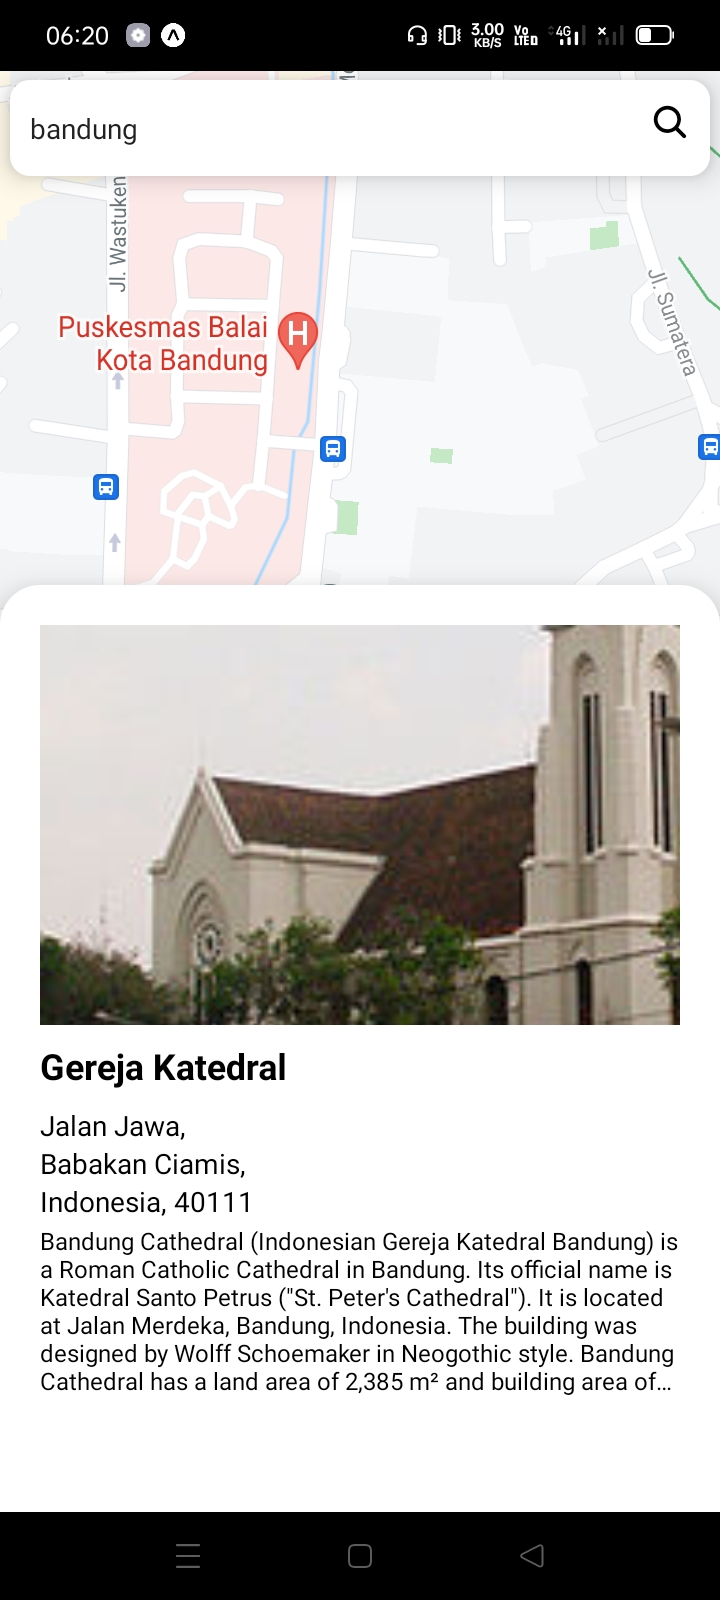 06:20
3.00
KB/S
Vo
LTE
4G
bandung
Jl. Wastuken
Puskesmas Balai
Kota Bandung
H
Jl. Sumatera
Gereja Katedral
Jalan Jawa,
Babakan Ciamis,
Indonesia, 40111
Bandung Cathedral (Indonesian Gereja Katedral Bandung) is
a Roman Catholic Cathedral in Bandung. Its official name is
Katedral Santo Petrus ("St. Peter's Cathedral"). It is located
at Jalan Merdeka, Bandung, Indonesia. The building was
designed by Wolff Schoemaker in Neogothic style. Bandung
Cathedral has a land area of 2,385 m² and building area of...